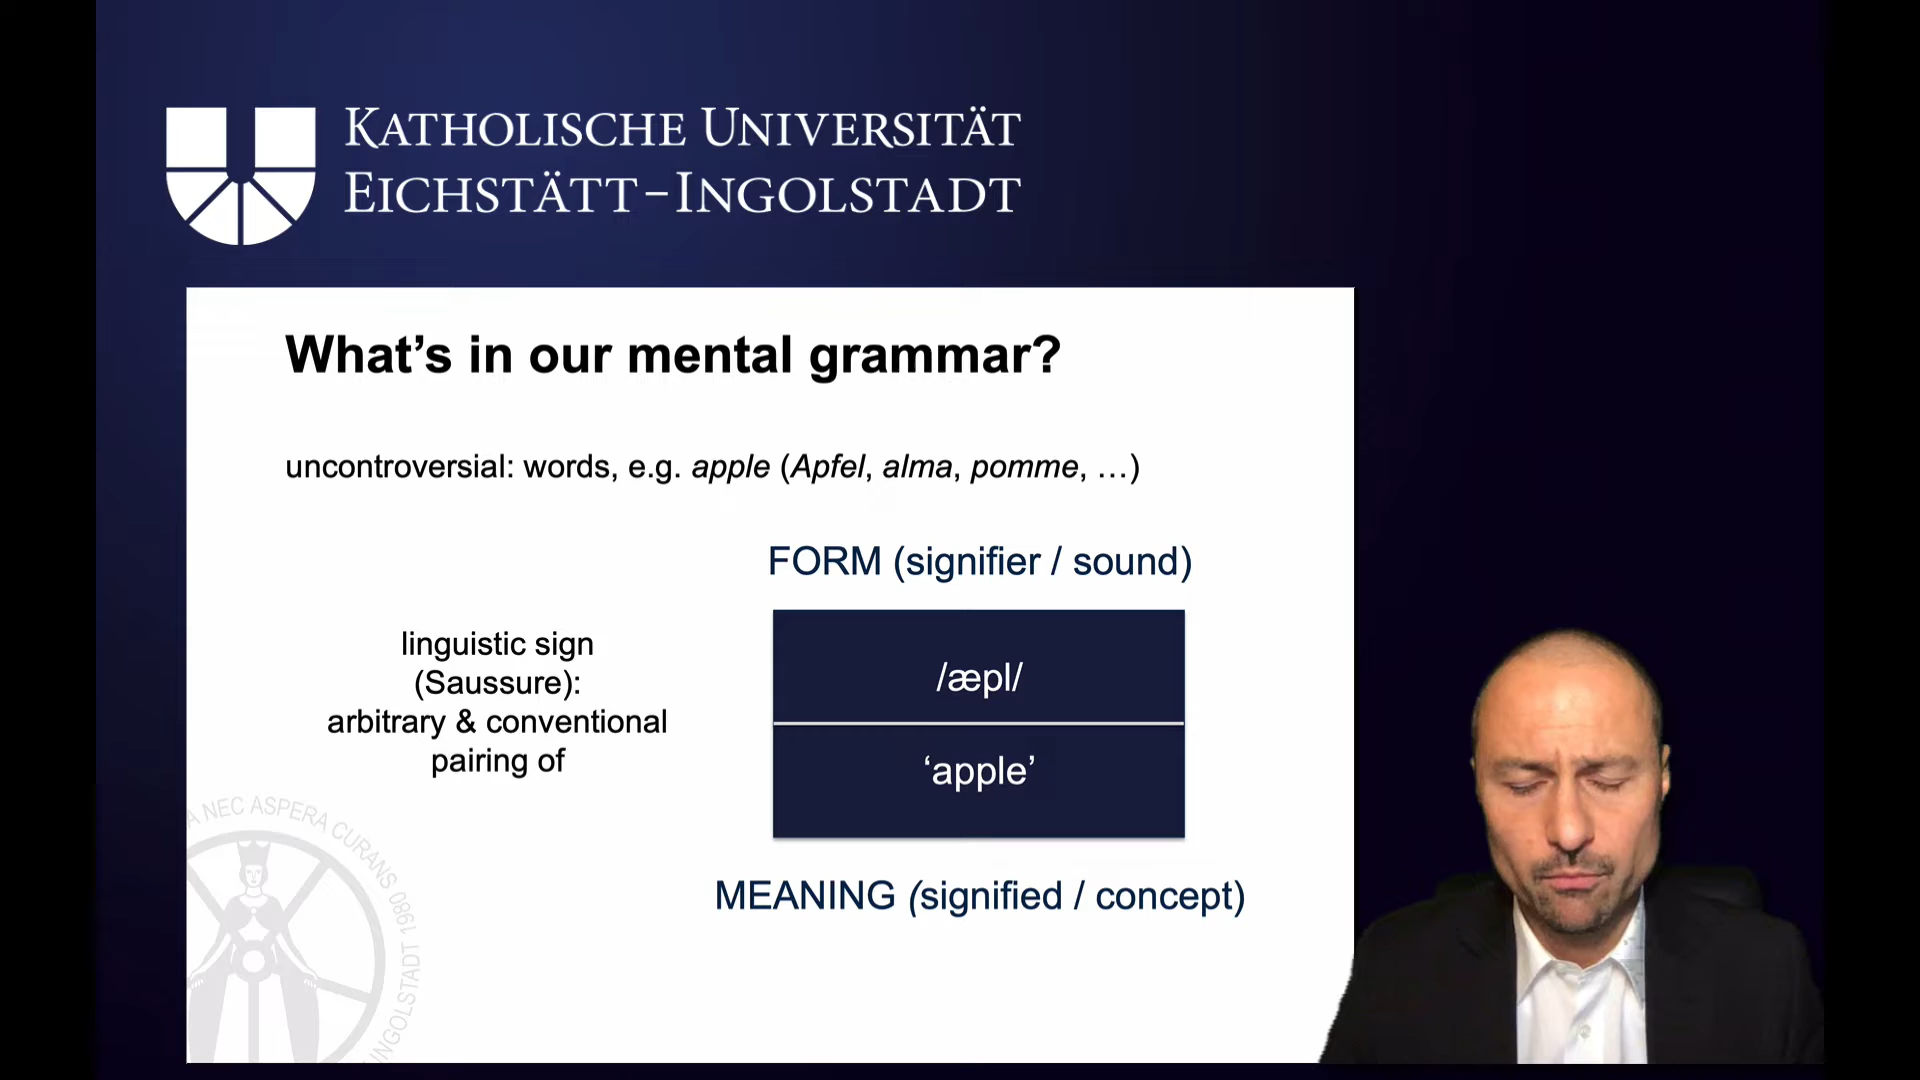 KATHOLISCHE UNIVERSITÄT
EICHSTÄTT-INGOLSTADT
What’s in our mental grammar?
uncontroversial: words, e.g. apple (Apfel, alma, pomme, …)
FORM (signifier / sound)
linguistic sign
(Saussure):
arbitrary & conventional
pairing of
/æpl/
‘apple’
MEANING (signified / concept)
A NEC ASPERA CURANS 1980 INGOLSTADT